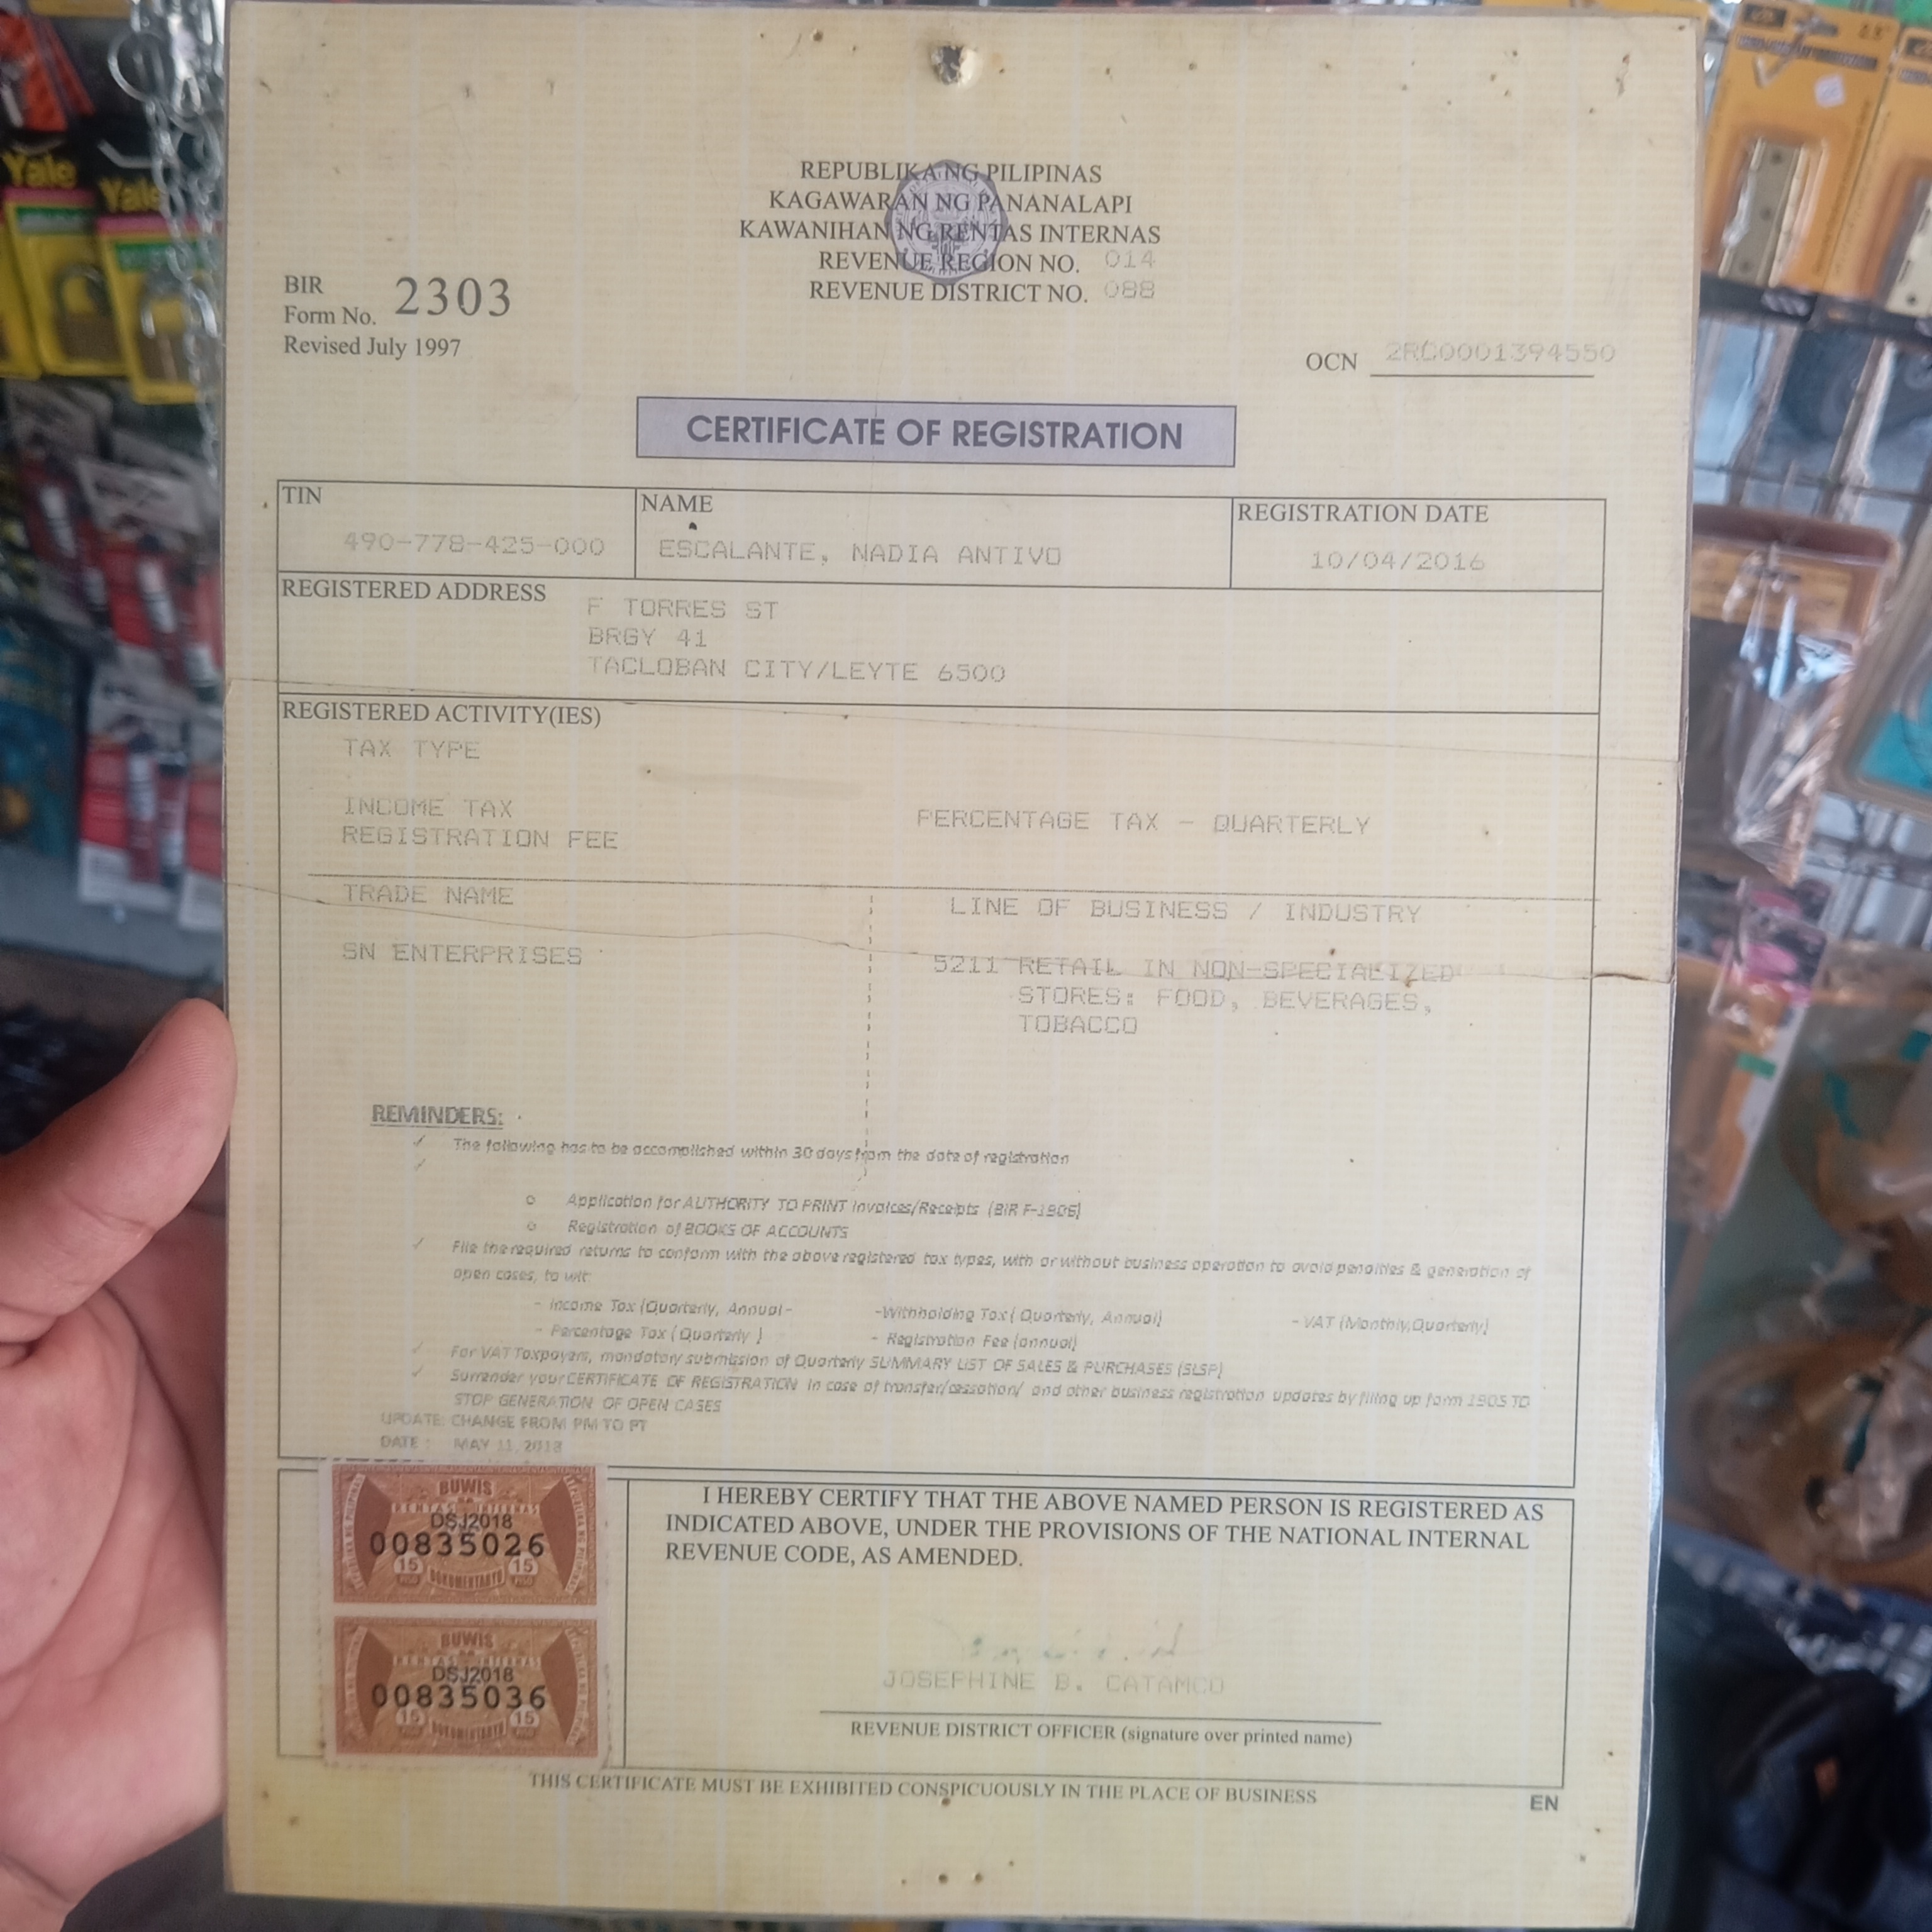 Yale
Yale
REPUBLIKA NG PILIPINAS
KAGAWARAN NG PANANALAPI
KAWANIHAN NG RENTAS INTERNAS
REVENUE REGION NO. 014
REVENUE DISTRICT NO. 088
BIR
Form No. 2303
Revised July 1997
OCN 2RC0001394550
CERTIFICATE OF REGISTRATION
TIN
490-778-425-000
NAME
ESCALANTE, NADIA ANTIVO
REGISTRATION DATE
10/04/2016
REGISTERED ADDRESS
F TORRES ST
BRGY 41
TACLOBAN CITY/LEYTE 6500
REGISTERED ACTIVITY(IES)
TAX TYPE
INCOME TAX
PERCENTAGE TAX - QUARTERLY
REGISTRATION FEE
TRADE NAME
LINE OF BUSINESS / INDUSTRY
SN ENTERPRISES
5211 RETAIL IN NON-SPECIALIZED
STORES: FOOD, BEVERAGES,
TOBACCO
REMINDERS:
✓ The following has to be accomplished within 30 days from the date of registration
✓
o Application for AUTHORITY TO PRINT Invoices/Receipts (BIR F-1906)
o Registration of BOOKS OF ACCOUNTS
✓ File the required returns to conform with the above registered tax types, with or without business operation to avoid penalties & generation of
open cases, to wit:
- Income Tax (Quarterly, Annual- -Withholding Tax ( Quarterly, Annual) - VAT (Monthly,Quarterly)
- Percentage Tax ( Quarterly ) - Registration Fee (annual)
✓ For VAT Taxpayers, mandatory submission of Quarterly SUMMARY LIST OF SALES & PURCHASES (SLSP)
✓ Surrender your CERTIFICATE OF REGISTRATION in case of transfer/cessation/ and other business registration updates by filing up form 1905 TO
STOP GENERATION OF OPEN CASES
UPDATE: CHANGE FROM PM TO PT
DATE : MAY 11, 2018
BUWIS
RENTAS INTERNAS
DSJ2018
00835026
15 15
DOKUMENTARYO
BUWIS
RENTAS INTERNAS
DSJ2018
00835036
15 15
DOKUMENTARYO
I HEREBY CERTIFY THAT THE ABOVE NAMED PERSON IS REGISTERED AS
INDICATED ABOVE, UNDER THE PROVISIONS OF THE NATIONAL INTERNAL
REVENUE CODE, AS AMENDED.
JOSEPHINE B. CATAMCO
REVENUE DISTRICT OFFICER (signature over printed name)
THIS CERTIFICATE MUST BE EXHIBITED CONSPICUOUSLY IN THE PLACE OF BUSINESS
EN